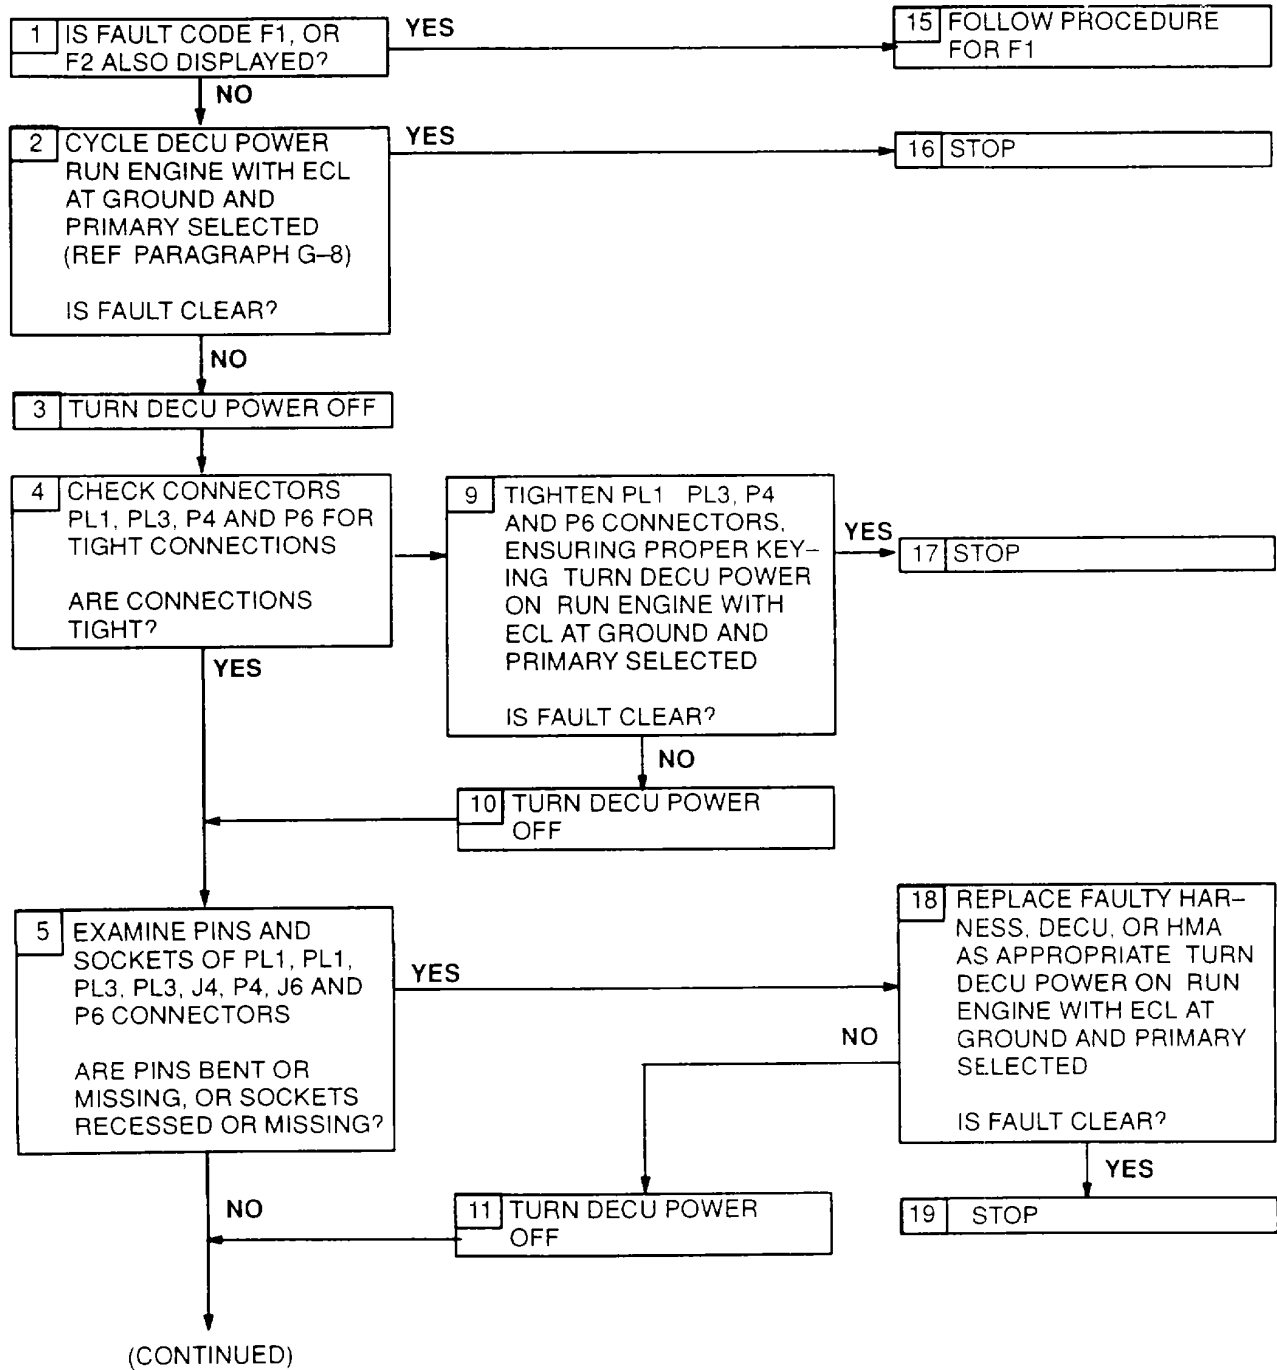 1 IS FAULT CODE F1, OR
F2 ALSO DISPLAYED?
YES
15 FOLLOW PROCEDURE
FOR F1
NO
2 CYCLE DECU POWER
RUN ENGINE WITH ECL
AT GROUND AND
PRIMARY SELECTED
(REF PARAGRAPH G–8)
IS FAULT CLEAR?
YES
16 STOP
NO
3 TURN DECU POWER OFF
4 CHECK CONNECTORS
PL1, PL3, P4 AND P6 FOR
TIGHT CONNECTIONS
ARE CONNECTIONS
TIGHT?
9 TIGHTEN PL1 PL3, P4
AND P6 CONNECTORS,
ENSURING PROPER KEY–
ING TURN DECU POWER
ON RUN ENGINE WITH
ECL AT GROUND AND
PRIMARY SELECTED
IS FAULT CLEAR?
YES
17 STOP
YES
NO
10 TURN DECU POWER
OFF
5 EXAMINE PINS AND
SOCKETS OF PL1, PL1,
PL3, PL3, J4, P4, J6 AND
P6 CONNECTORS
ARE PINS BENT OR
MISSING, OR SOCKETS
RECESSED OR MISSING?
YES
18 REPLACE FAULTY HAR–
NESS, DECU, OR HMA
AS APPROPRIATE TURN
DECU POWER ON RUN
ENGINE WITH ECL AT
GROUND AND PRIMARY
SELECTED
IS FAULT CLEAR?
NO
YES
NO
11 TURN DECU POWER
OFF
19 STOP
(CONTINUED)